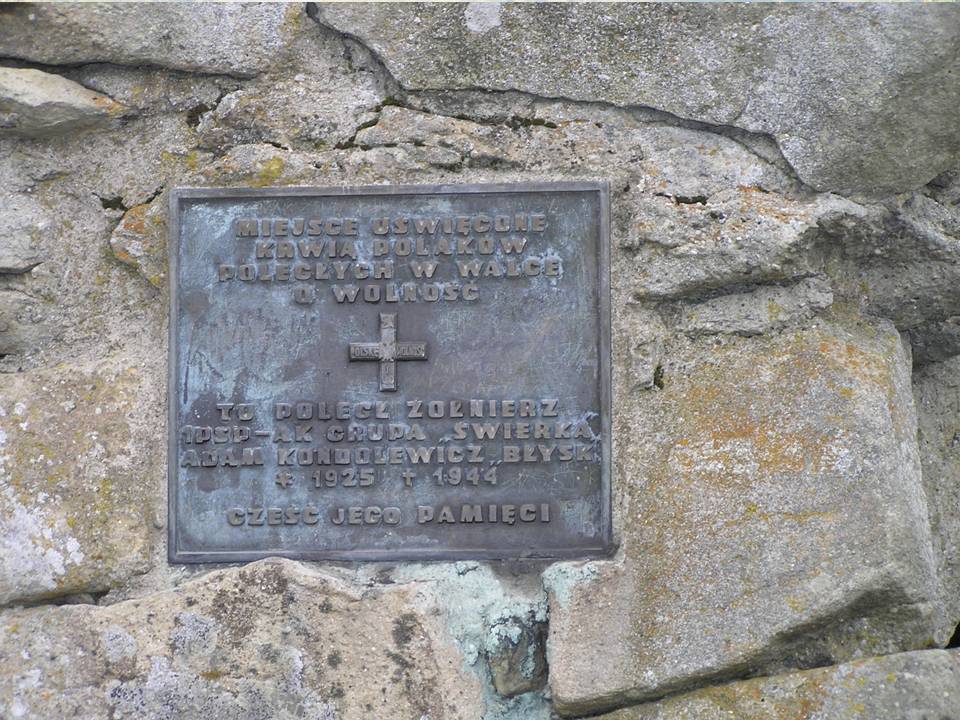 MIEJSCE UŚWIĘCONE
KRWIA POLAKÓW
POLEGŁYCH W WALCE
O WOLNOŚĆ
TU POLEGŁ ŻOŁNIERZ
1PSP-AK GRUPA „ŚWIERKA"
ADAM KONDOLEWICZ „BŁYSK"
* 1925 † 1944
CZEŚĆ JEGO PAMIĘCI